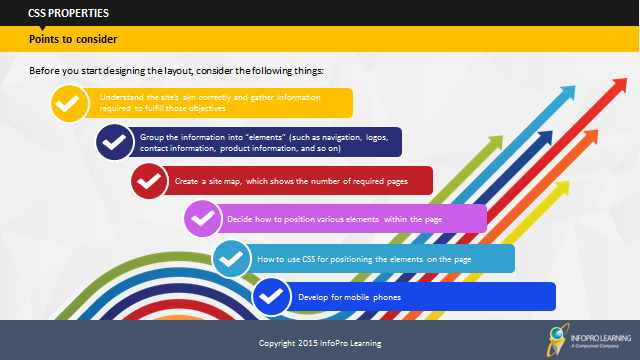 CSS PROPERTIES
Points to consider
Before you start designing the layout, consider the following things:
Understand the site's aim correctly and gather information
required to fulfill those objectives
Group the information into "elements" (such as navigation, logos,
contact information, product information, and so on)
Create a site map, which shows the number of required pages
Decide how to position various elements within the page
How to use CSS for positioning the elements on the page
Develop for mobile phones
Copyright 2015 InfoPro Learning
INFOPRO LEARNING
A Compunnel Company